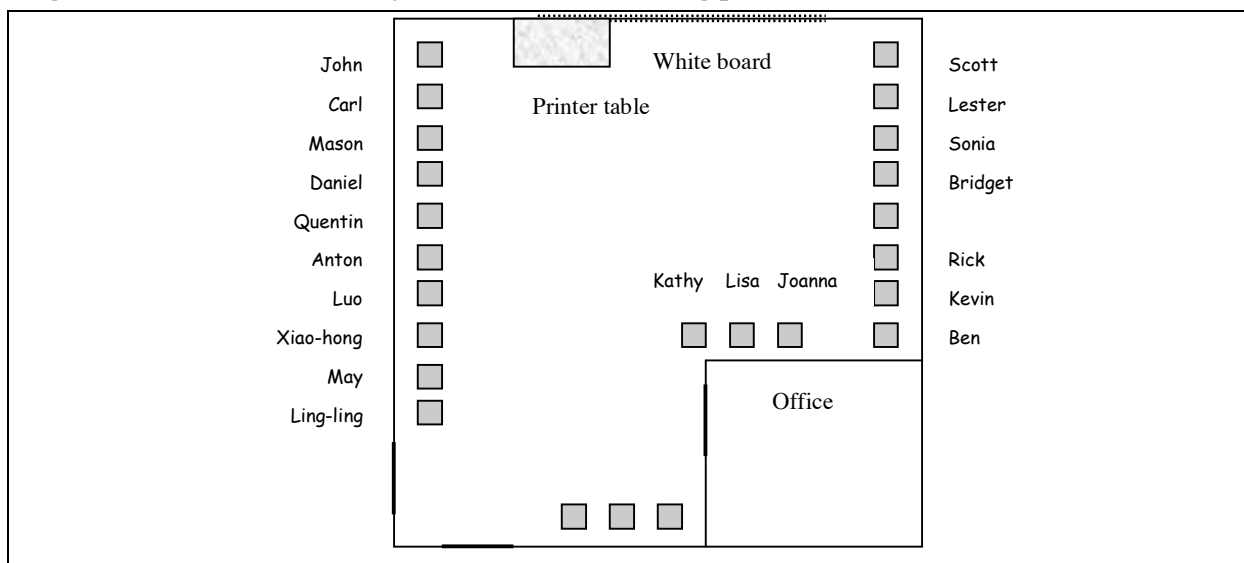 John
Carl
Mason
Daniel
Quentin
Anton
Luo
Xiao-hong
May
Ling-ling
White board
Printer table
Kathy Lisa Joanna
Office
Scott
Lester
Sonia
Bridget
Rick
Kevin
Ben